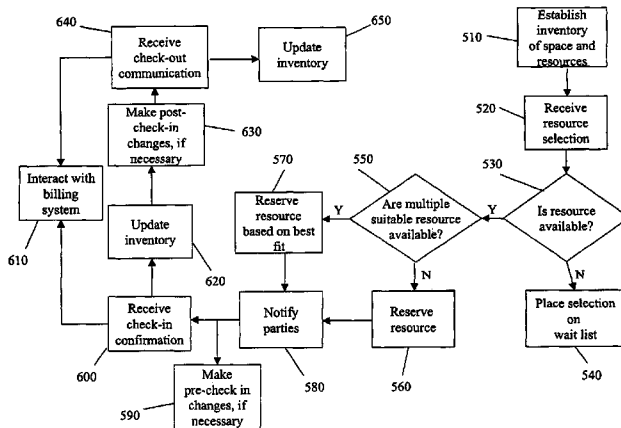 640
Receive
check-out
communication
Update
inventory
650
510
Establish
inventory
of space and
resources
520
Receive
resource
selection
Make post-
check-in
changes, if
necessary
630
570
550
530
Interact with
billing
system
610
Update
inventory
620
Reserve
resource
based on best
fit
Y
Are multiple
suitable resource
available?
Y
Is resource
available?
N
N
Receive
check-in
confirmation
600
Notify
parties
580
Reserve
resource
560
Place selection
on
wait list
540
Make
pre-check in
changes, if
necessary
590